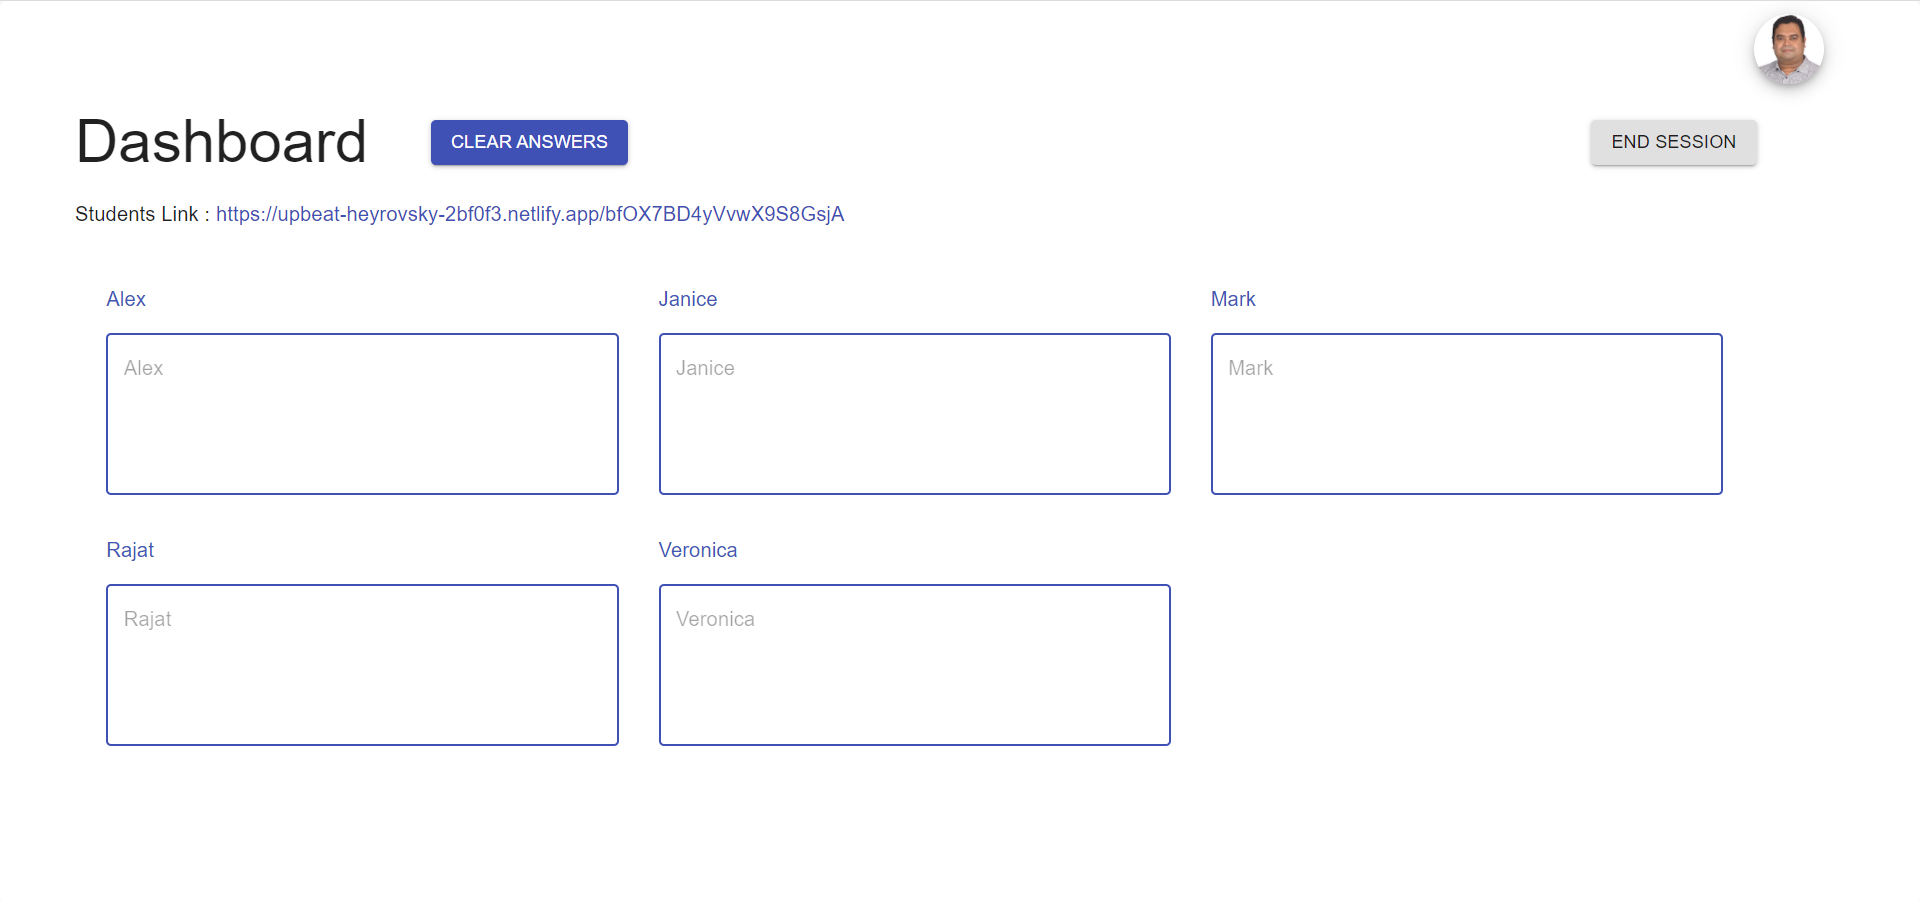 Dashboard CLEAR ANSWERS END SESSION
Students Link : https://upbeat-heyrovsky-2bf0f3.netlify.app/bfOX7BD4yVvwX9S8GsjA
Alex Janice Mark
Alex Janice Mark
Rajat Veronica
Rajat Veronica